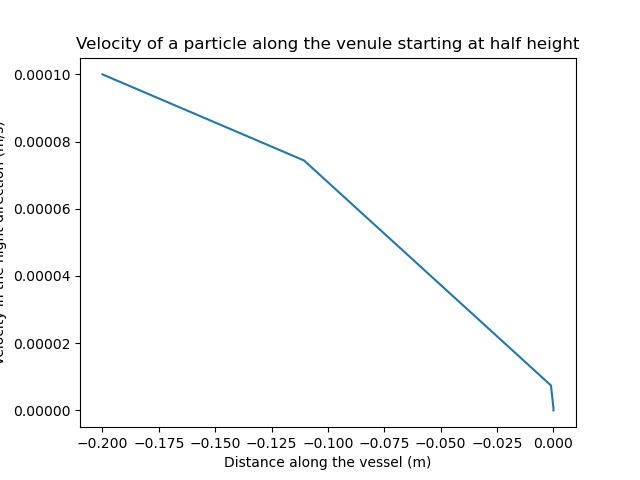 Velocity of a particle along the venule starting at half height
0.00010
0.00008
0.00006
0.00004
0.00002
0.00000
−0.200 −0.175 −0.150 −0.125 −0.100 −0.075 −0.050 −0.025 0.000
Distance along the vessel (m)